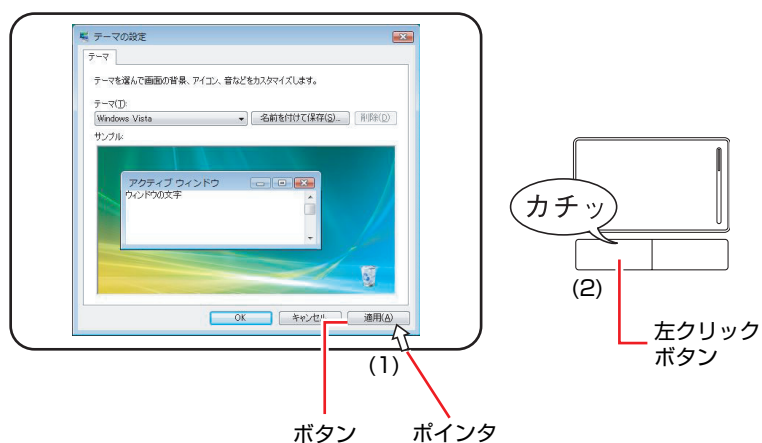 テーマの設定
テーマ
テーマを選んで画面の背景、アイコン、音などをカスタマイズします。
テーマ(T):
Windows Vista
名前を付けて保存(S)...
削除(D)
サンプル:
アクティブ ウィンドウ
ウィンドウの文字
OK
キャンセル
適用(A)
(1)
ボタン
ポインタ
カチッ
(2)
左クリック
ボタン